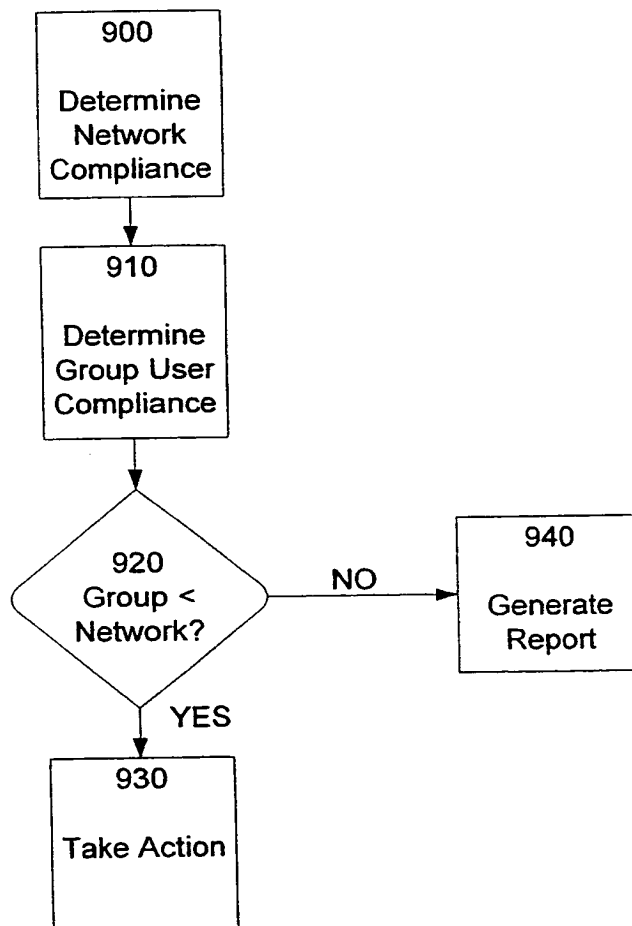 900
Determine
Network
Compliance
910
Determine
Group User
Compliance
920
Group <
Network?
NO
940
Generate
Report
YES
930
Take Action